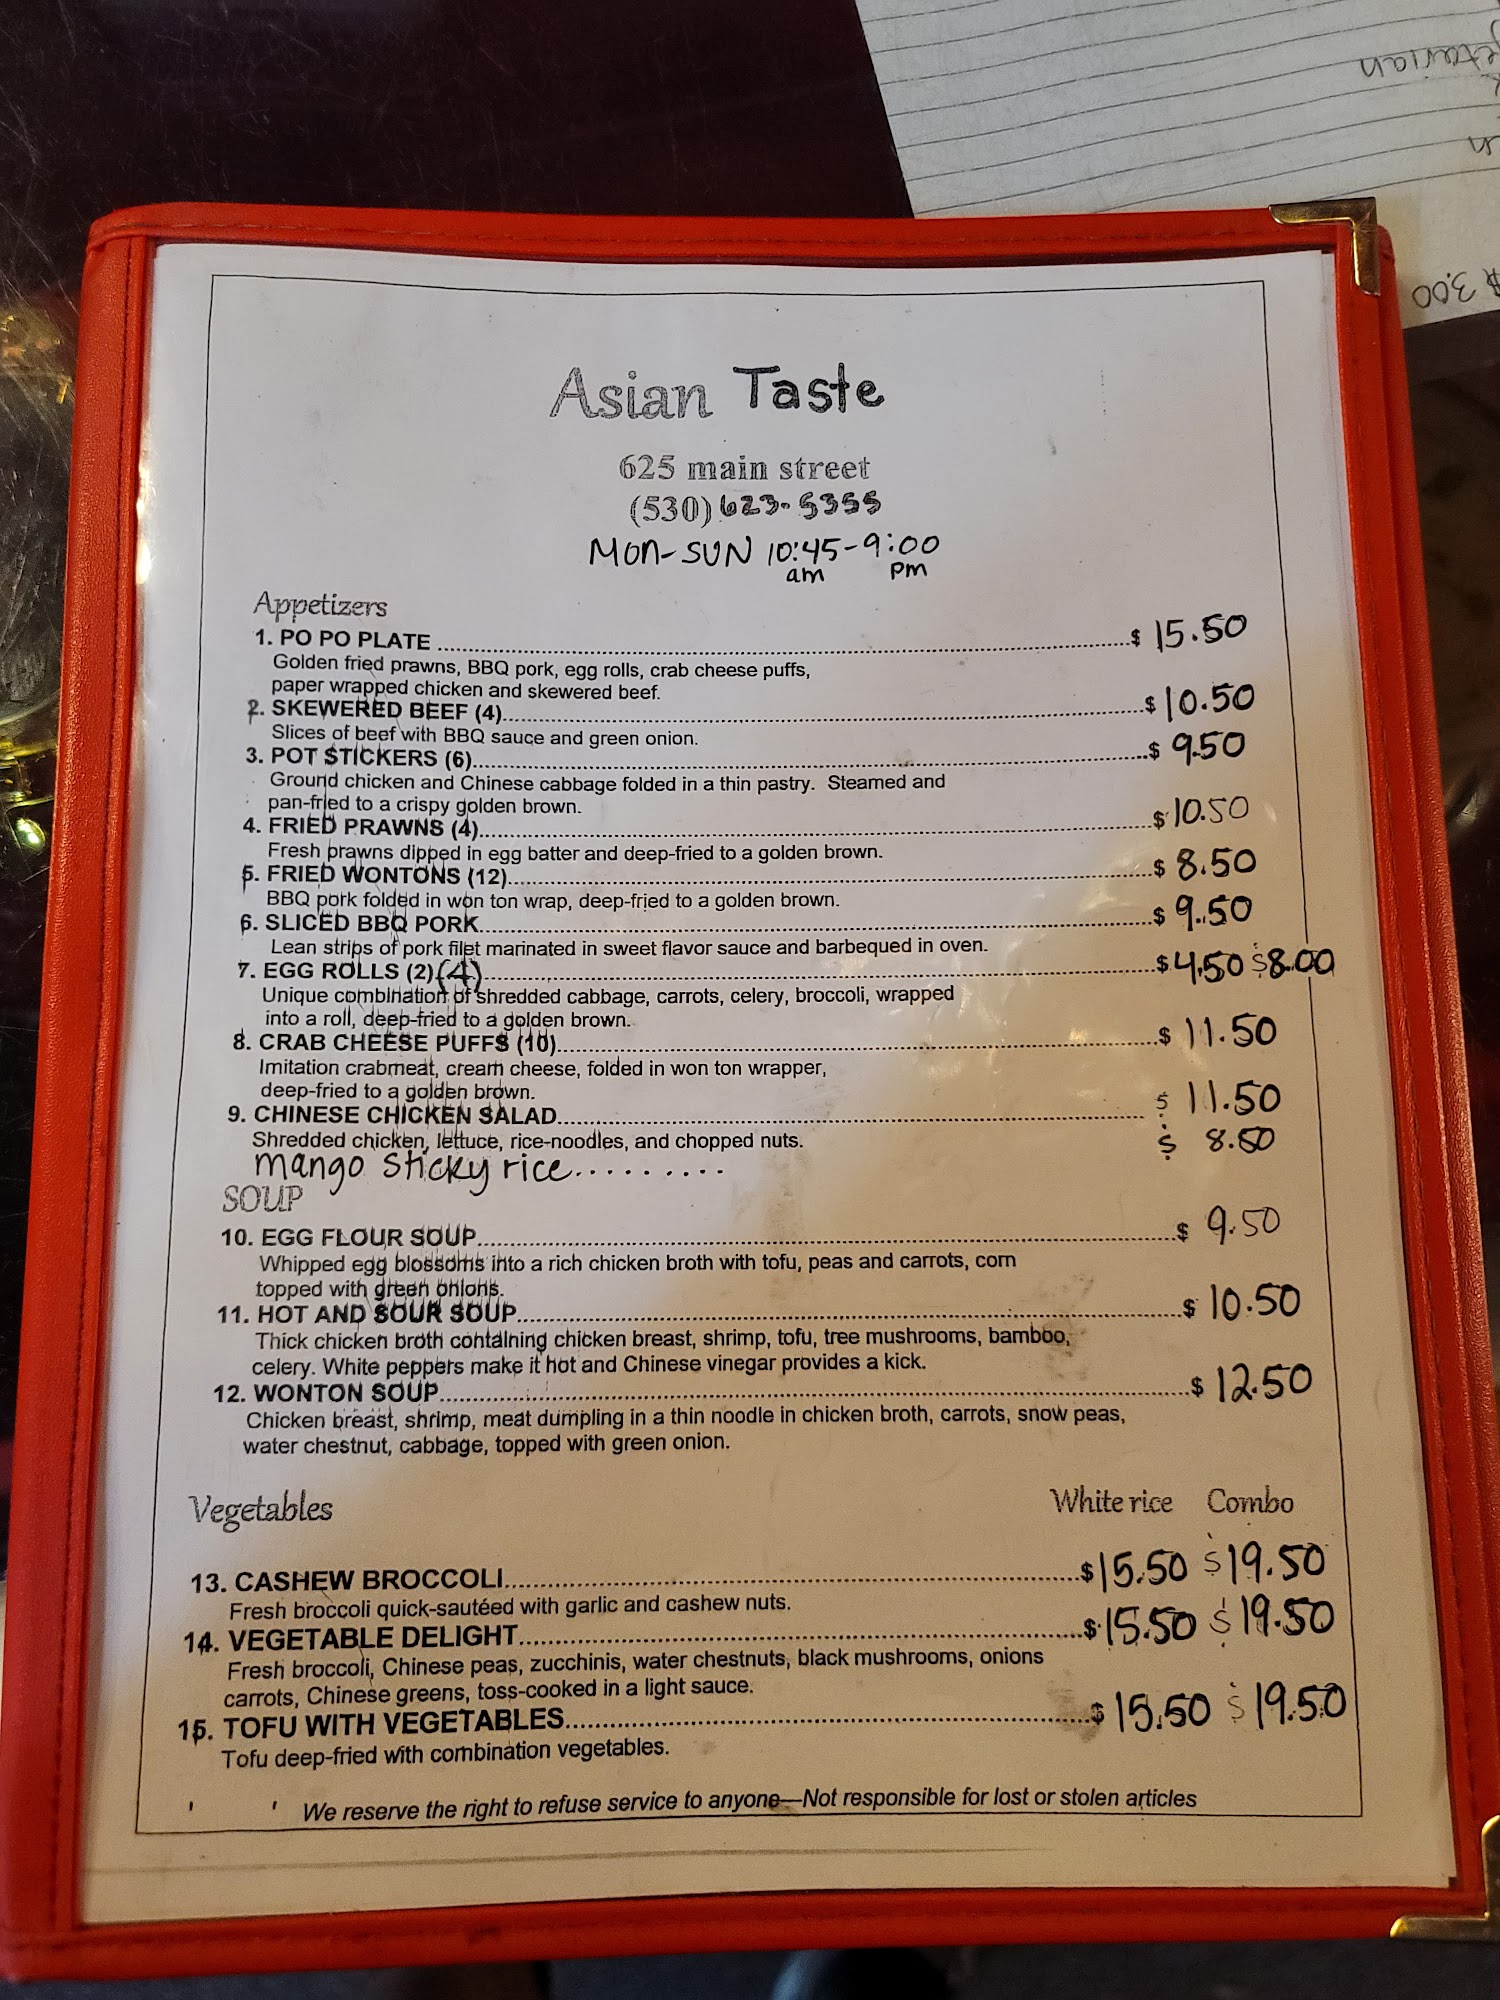 etarian
n
$ 3.00
Asian Taste
625 main street
(530) 623-5355
MON-SUN 10:45-9:00
am pm
Appetizers
1. PO PO PLATE $ 15.50
Golden fried prawns, BBQ pork, egg rolls, crab cheese puffs,
paper wrapped chicken and skewered beef.
2. SKEWERED BEEF (4) $ 10.50
Slices of beef with BBQ sauce and green onion.
3. POT STICKERS (6) $ 9.50
Ground chicken and Chinese cabbage folded in a thin pastry. Steamed and
pan-fried to a crispy golden brown.
4. FRIED PRAWNS (4) $ 10.50
Fresh prawns dipped in egg batter and deep-fried to a golden brown.
5. FRIED WONTONS (12) $ 8.50
BBQ pork folded in won ton wrap, deep-fried to a golden brown.
6. SLICED BBQ PORK $ 9.50
Lean strips of pork filet marinated in sweet flavor sauce and barbequed in oven.
7. EGG ROLLS (2) (4) $ 4.50 $8.00
Unique combination of shredded cabbage, carrots, celery, broccoli, wrapped
into a roll, deep-fried to a golden brown.
8. CRAB CHEESE PUFFS (10) $ 11.50
Imitation crabmeat, cream cheese, folded in won ton wrapper,
deep-fried to a golden brown.
9. CHINESE CHICKEN SALAD $ 11.50
Shredded chicken, lettuce, rice-noodles, and chopped nuts.
mango sticky rice......... $ 8.50
SOUP
10. EGG FLOUR SOUP $ 9.50
Whipped egg blossoms into a rich chicken broth with tofu, peas and carrots, corn
topped with green onions.
11. HOT AND SOUR SOUP $ 10.50
Thick chicken broth containing chicken breast, shrimp, tofu, tree mushrooms, bamboo,
celery. White peppers make it hot and Chinese vinegar provides a kick.
12. WONTON SOUP $ 12.50
Chicken breast, shrimp, meat dumpling in a thin noodle in chicken broth, carrots, snow peas,
water chestnut, cabbage, topped with green onion.
Vegetables White rice Combo
13. CASHEW BROCCOLI $15.50 $19.50
Fresh broccoli quick-sautéed with garlic and cashew nuts.
14. VEGETABLE DELIGHT $15.50 $19.50
Fresh broccoli, Chinese peas, zucchinis, water chestnuts, black mushrooms, onions
carrots, Chinese greens, toss-cooked in a light sauce.
15. TOFU WITH VEGETABLES $15.50 $19.50
Tofu deep-fried with combination vegetables.
We reserve the right to refuse service to anyone—Not responsible for lost or stolen articles